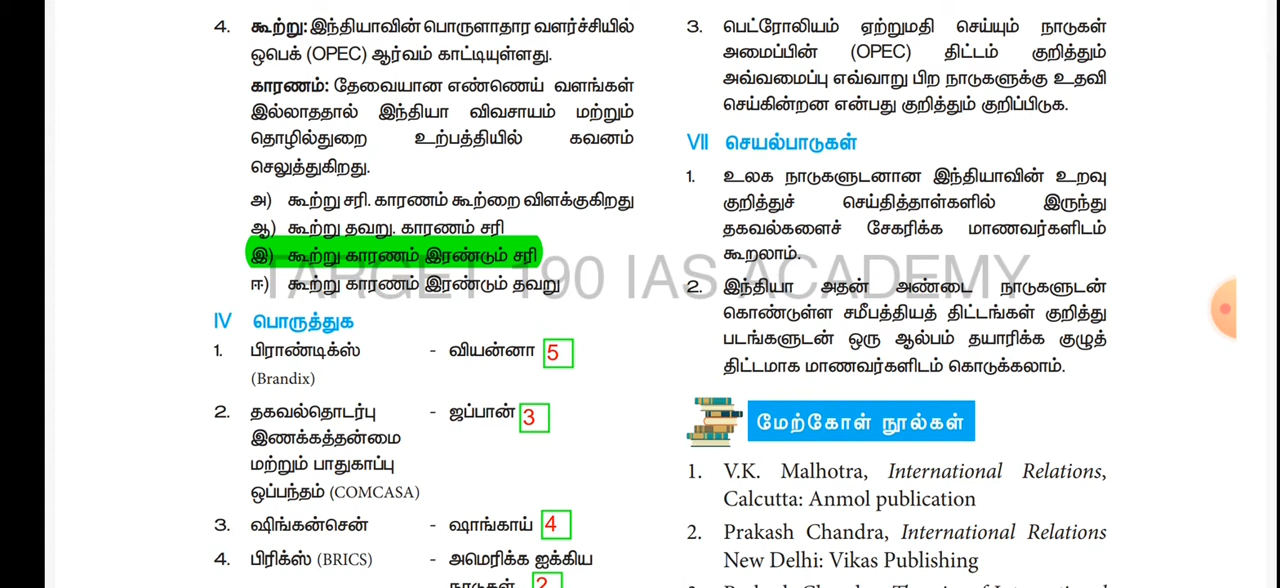 4. கூற்று: இந்தியாவின் பொருளாதார வளர்ச்சியில்
ஒபெக் (OPEC) ஆர்வம் காட்டியுள்ளது.
காரணம்: தேவையான எண்ணெய் வளங்கள்
இல்லாததால் இந்தியா விவசாயம் மற்றும்
தொழில்துறை உற்பத்தியில் கவனம்
செலுத்துகிறது.
அ) கூற்று சரி. காரணம் கூற்றை விளக்குகிறது
ஆ) கூற்று தவறு. காரணம் சரி
இ) கூற்று காரணம் இரண்டும் சரி
ஈ) கூற்று காரணம் இரண்டும் தவறு
TARGET 190 IAS ACADEMY
IV பொருத்துக
1. பிராண்டிக்ஸ் - வியன்னா 5
(Brandix)
2. தகவல்தொடர்பு - ஜப்பான் 3
இணக்கத்தன்மை
மற்றும் பாதுகாப்பு
ஒப்பந்தம் (COMCASA)
3. ஷிங்கன்சென் - ஷாங்காய் 4
4. பிரிக்ஸ் (BRICS) - அமெரிக்க ஐக்கிய
நாடுகள் 2
3. பெட்ரோலியம் ஏற்றுமதி செய்யும் நாடுகள்
அமைப்பின் (OPEC) திட்டம் குறித்தும்
அவ்வமைப்பு எவ்வாறு பிற நாடுகளுக்கு உதவி
செய்கின்றன என்பது குறித்தும் குறிப்பிடுக.
VII செயல்பாடுகள்
1. உலக நாடுகளுடனான இந்தியாவின் உறவு
குறித்துச் செய்தித்தாள்களில் இருந்து
தகவல்களைச் சேகரிக்க மாணவர்களிடம்
கூறலாம்.
2. இந்தியா அதன் அண்டை நாடுகளுடன்
கொண்டுள்ள சமீபத்தியத் திட்டங்கள் குறித்து
படங்களுடன் ஒரு ஆல்பம் தயாரிக்க குழுத்
திட்டமாக மாணவர்களிடம் கொடுக்கலாம்.
மேற்கோள் நூல்கள்
1. V.K. Malhotra, International Relations,
Calcutta: Anmol publication
2. Prakash Chandra, International Relations
New Delhi: Vikas Publishing